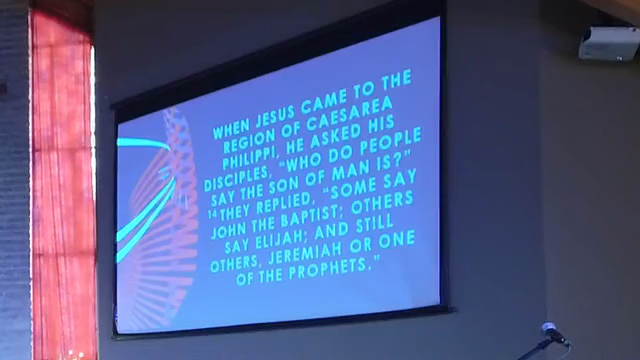 WHEN JESUS CAME TO THE
REGION OF CAESAREA
PHILIPPI, HE ASKED HIS
DISCIPLES, "WHO DO PEOPLE
SAY THE SON OF MAN IS?"
14 THEY REPLIED, "SOME SAY
JOHN THE BAPTIST; OTHERS
SAY ELIJAH; AND STILL
OTHERS, JEREMIAH OR ONE
OF THE PROPHETS."